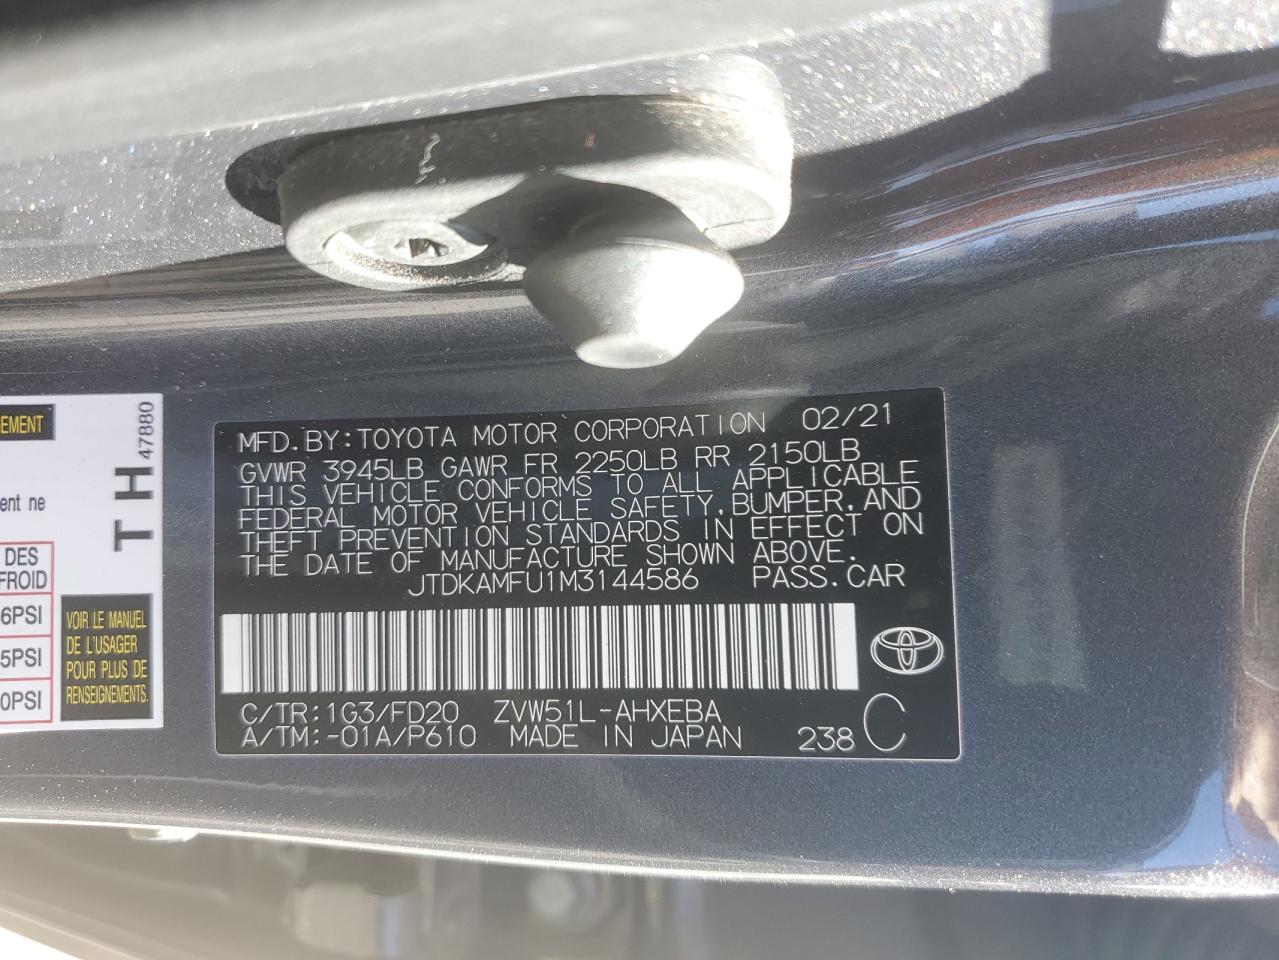 EMENT
TH
47880
ent ne
DES
FROID
6PSI
5PSI
0PSI
VOIR LE MANUEL
DE L'USAGER
POUR PLUS DE
RENSEIGNEMENTS.
MFD.BY:TOYOTA MOTOR CORPORATION 02/21
GVWR 3945LB GAWR FR 2250LB RR 2150LB
THIS VEHICLE CONFORMS TO ALL APPLICABLE
FEDERAL MOTOR VEHICLE SAFETY,BUMPER,AND
THEFT PREVENTION STANDARDS IN EFFECT ON
THE DATE OF MANUFACTURE SHOWN ABOVE.
JTDKAMFU1M3144586 PASS.CAR
C/TR:1G3/FD20 ZVW51L-AHXEBA
A/TM:-01A/P610 MADE IN JAPAN 238 C